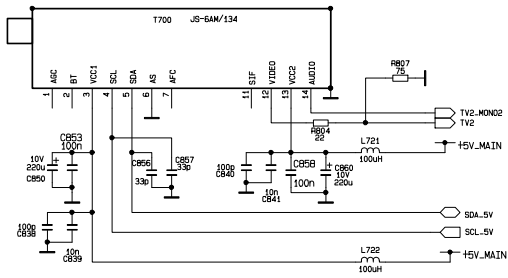 T700 JS-6AM/134
AGC BT VCC1 SCL SDA AS AFC SIF VIDEO VCC2 AUDIO
1 2 3 4 5 6 7 11 12 13 14
R807
75
TV2_MONO2
TV2
R804
22
C853
100n
10V
220u
C850
C856
33p
C857
33p
100p
C840
10n
C841
C858
100n
C860
10V
220u
L721
100uH
+5V_MAIN
SDA_5V
SCL_5V
100p
C838
10n
C839
L722
100uH
+5V_MAIN